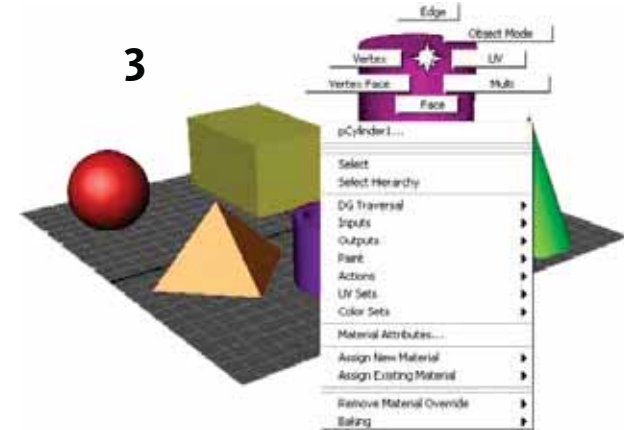 Edge
Object Mode
3
Vertex
UV
Vertex Face
Multi
Face
pCylinder1...
Select
Select Hierarchy
DG Traversal
Inputs
Outputs
Paint
Actions
UV Sets
Color Sets
Material Attributes...
Assign New Material
Assign Existing Material
Remove Material Override
Baking